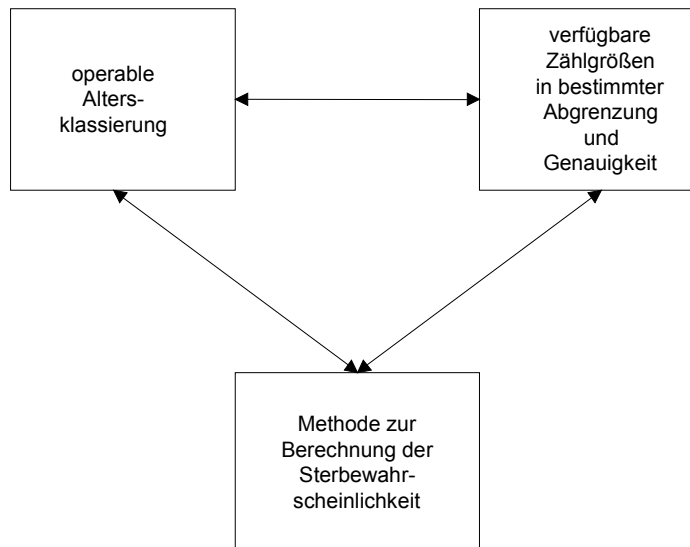 operable
Alters-
klassierung
verfügbare
Zählgrößen
in bestimmter
Abgrenzung
und
Genauigkeit
Methode zur
Berechnung der
Sterbewahr-
scheinlichkeit